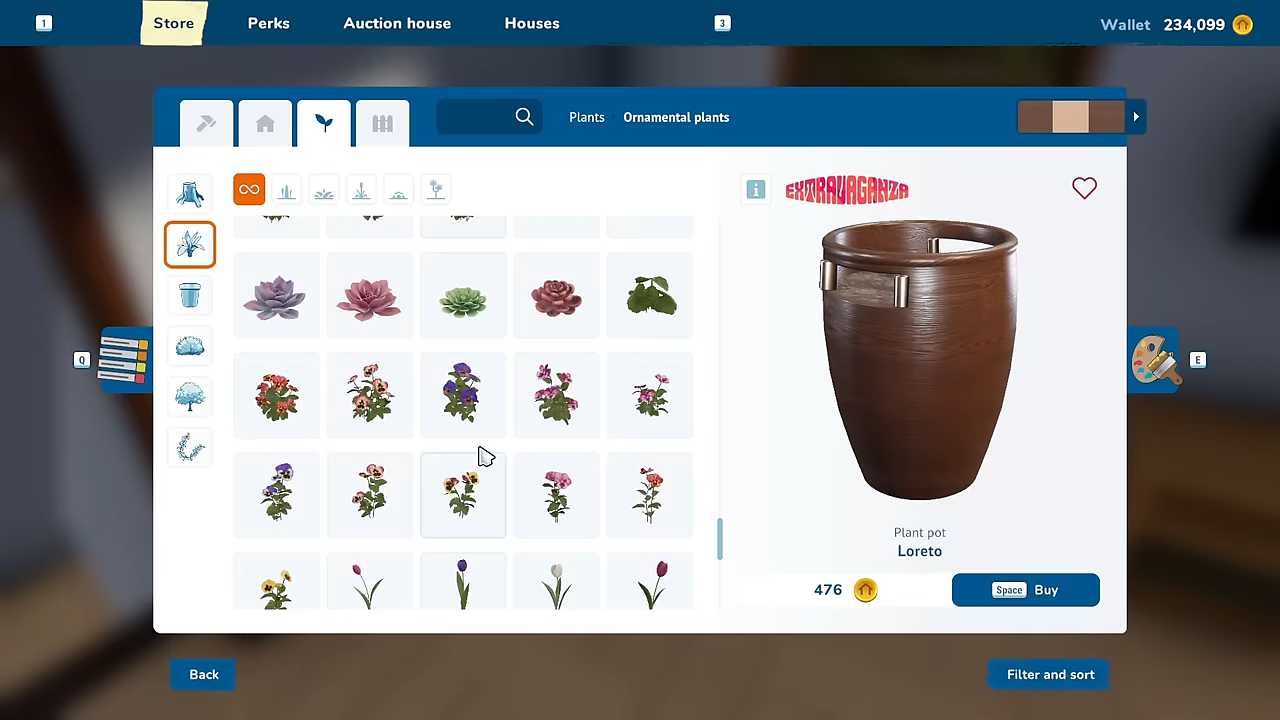 1
Store
Perks
Auction house
Houses
3
Wallet 234,099
Plants
Ornamental plants
EXTRAVAGANZA
Q
E
Plant pot
Loreto
476
Space Buy
Back
Filter and sort